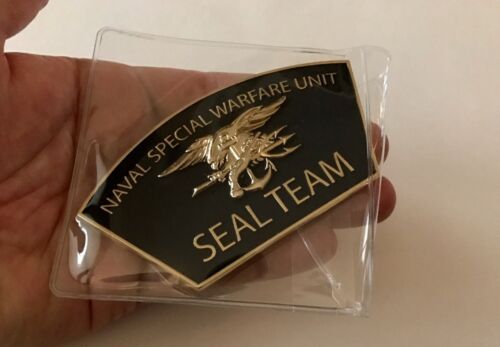 NAVAL SPECIAL WARFARE UNIT
SEAL TEAM